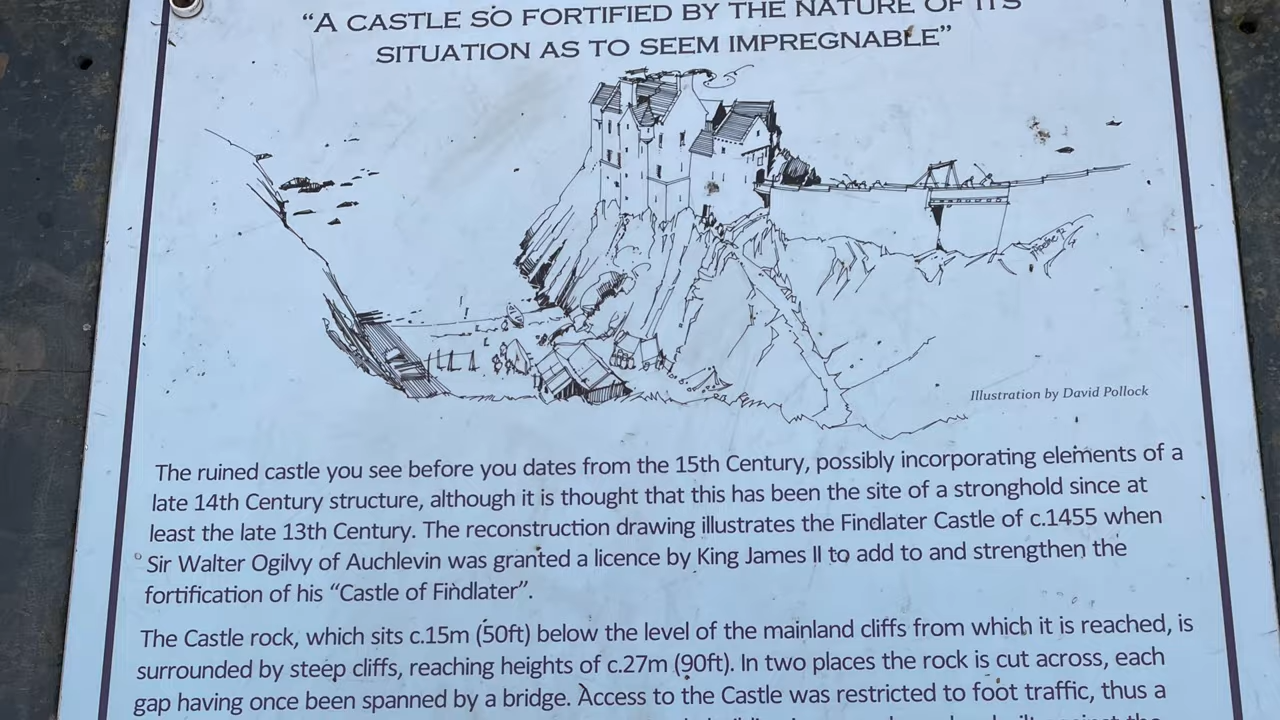 “A CASTLE SO FORTIFIED BY THE NATURE OF ITS
SITUATION AS TO SEEM IMPREGNABLE”
Illustration by David Pollock
The ruined castle you see before you dates from the 15th Century, possibly incorporating elements of a
late 14th Century structure, although it is thought that this has been the site of a stronghold since at
least the late 13th Century. The reconstruction drawing illustrates the Findlater Castle of c.1455 when
Sir Walter Ogilvy of Auchlevin was granted a licence by King James II to add to and strengthen the
fortification of his “Castle of Findlater”.
The Castle rock, which sits c.15m (50ft) below the level of the mainland cliffs from which it is reached, is
surrounded by steep cliffs, reaching heights of c.27m (90ft). In two places the rock is cut across, each
gap having once been spanned by a bridge. Access to the Castle was restricted to foot traffic, thus a